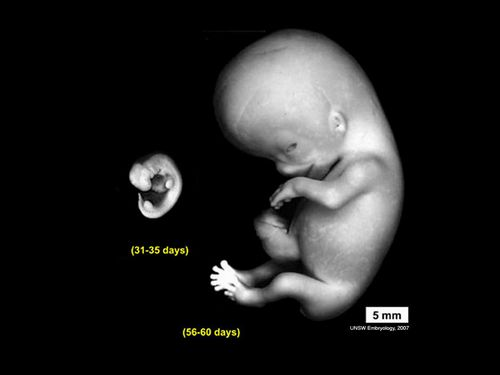 (31-35 days)
5 mm
UNSW Embryology, 2007
(56-60 days)